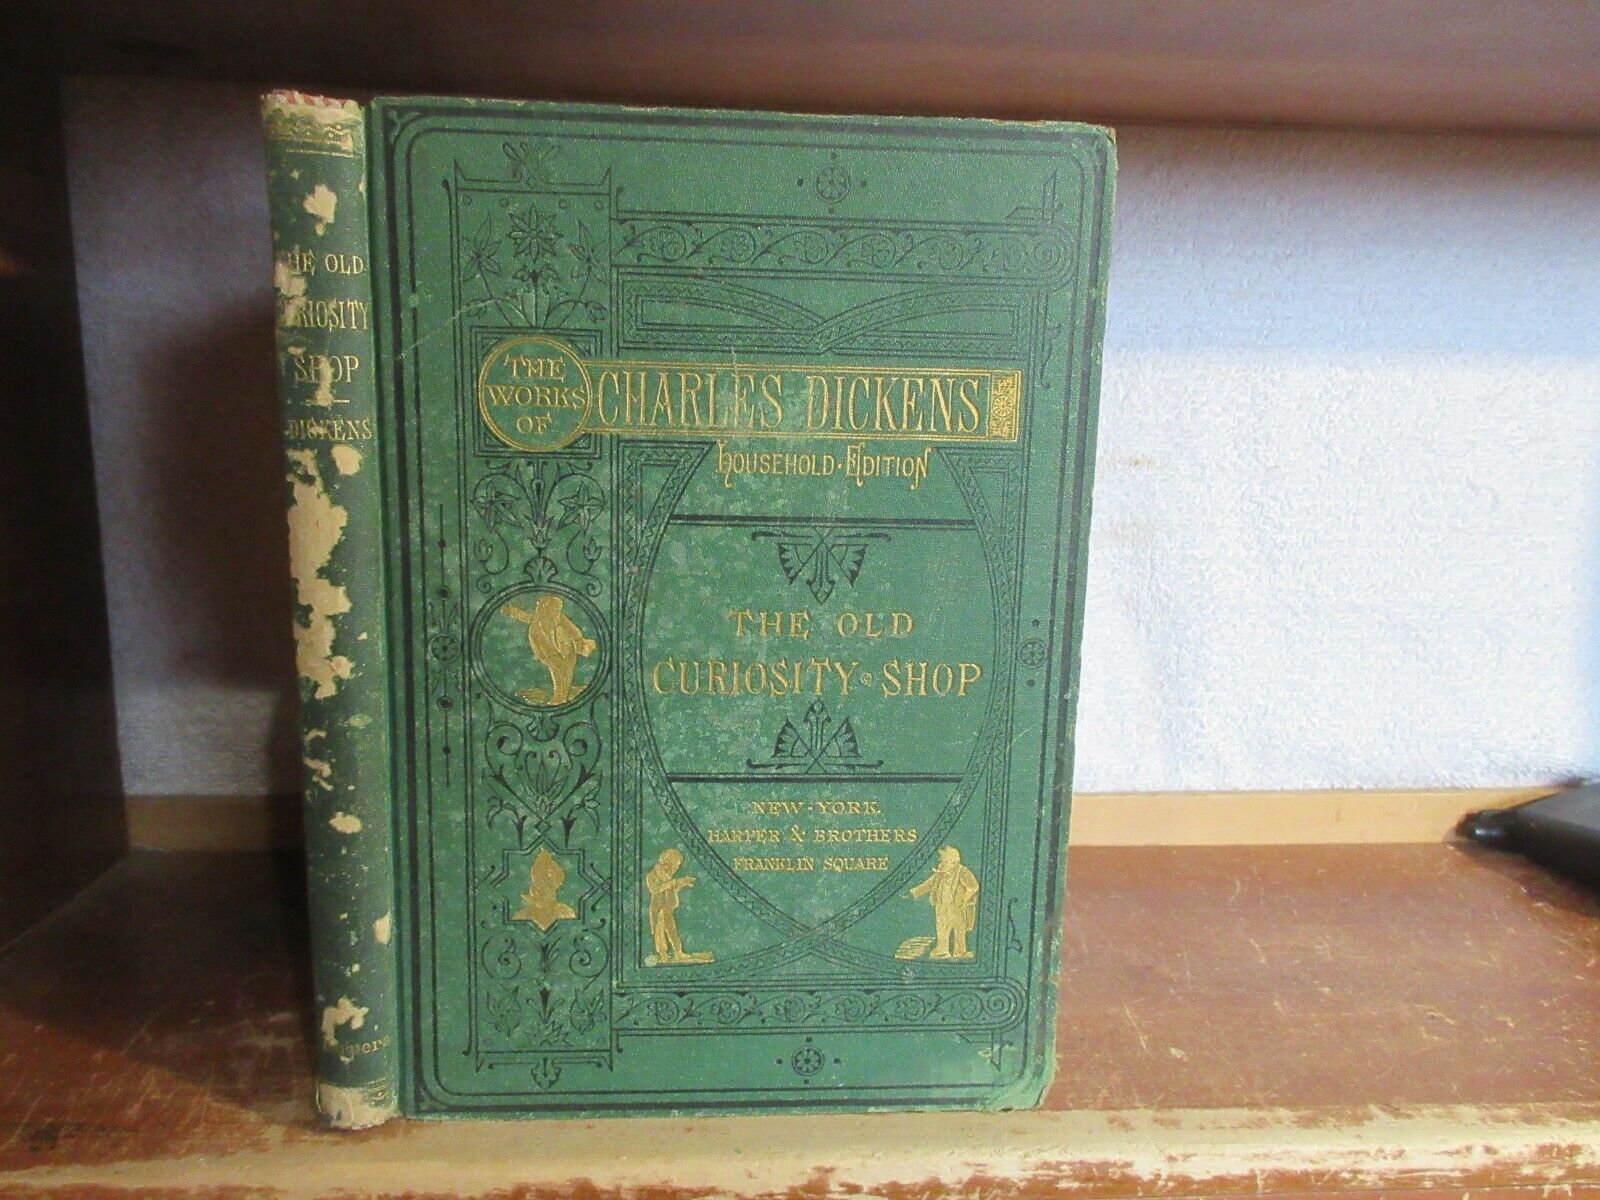 THE OLD
CURIOSITY
SHOP
DICKENS
THE
WORKS
OF
CHARLES DICKENS
HOUSEHOLD·EDITION
THE OLD
CURIOSITY SHOP
NEW-YORK.
HARPER & BROTHERS
FRANKLIN SQUARE